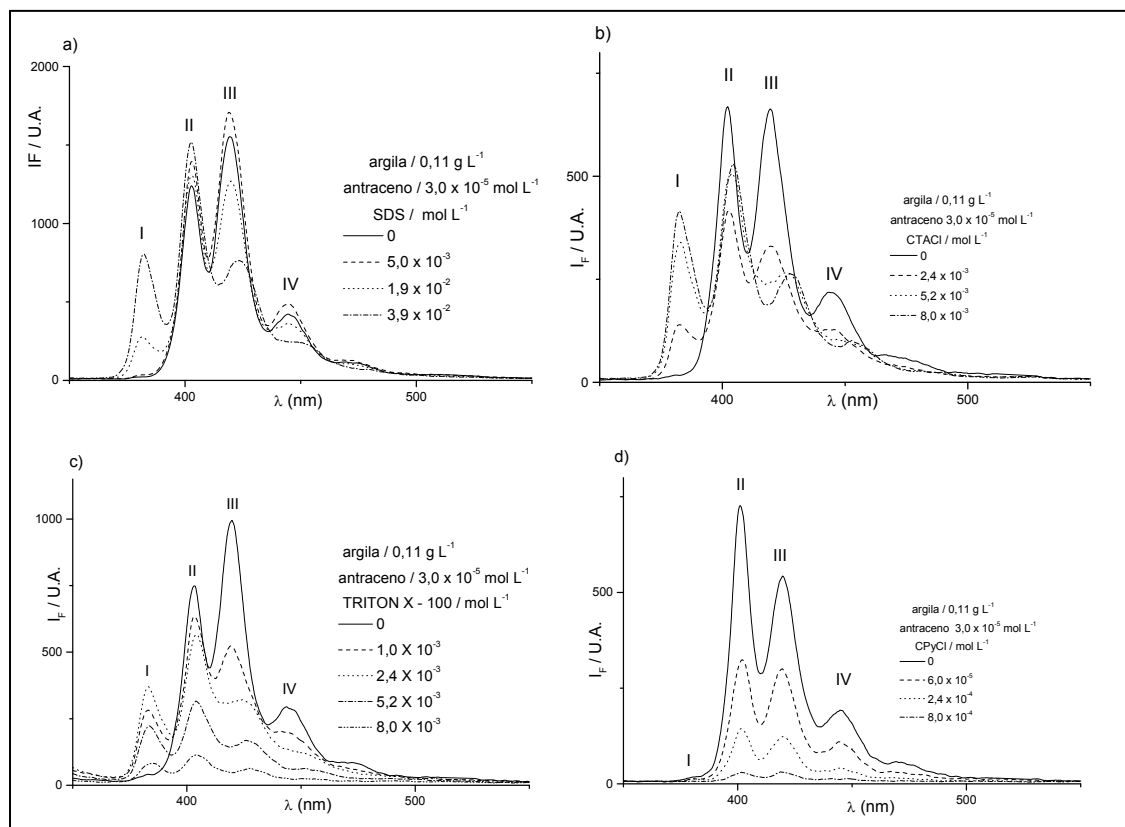 a)
IF / U.A.
2000
1000
0
I
II
III
IV
argila / 0,11 g L⁻¹
antraceno / 3,0 x 10⁻⁵ mol L⁻¹
SDS / mol L⁻¹
0
5,0 x 10⁻³
1,9 x 10⁻²
3,9 x 10⁻²
400
500
λ (nm)
b)
I_F / U.A.
500
0
I
II
III
IV
argila / 0,11 g L⁻¹
antraceno 3,0 x 10⁻⁵ mol L⁻¹
CTACl / mol L⁻¹
0
2,4 x 10⁻³
5,2 x 10⁻³
8,0 x 10⁻³
400
500
λ (nm)
c)
I_F / U.A.
1000
500
0
I
II
III
IV
argila / 0,11 g L⁻¹
antraceno / 3,0 x 10⁻⁵ mol L⁻¹
TRITON X - 100 / mol L⁻¹
0
1,0 X 10⁻³
2,4 X 10⁻³
5,2 X 10⁻³
8,0 X 10⁻³
400
500
λ (nm)
d)
I_F / U.A.
500
0
I
II
III
IV
argila / 0,11 g L⁻¹
antraceno 3,0 x 10⁻⁵ mol L⁻¹
CPyCl / mol L⁻¹
0
6,0 x 10⁻⁵
2,4 x 10⁻⁴
8,0 x 10⁻⁴
400
500
λ (nm)